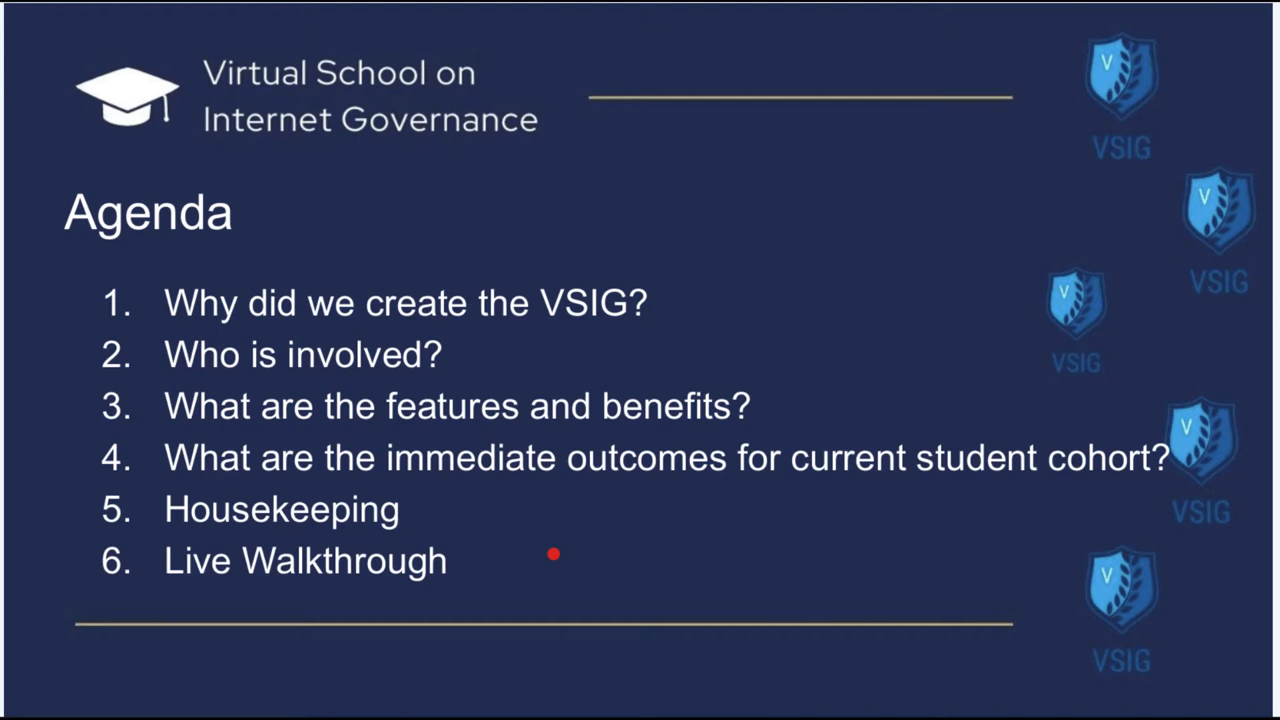 Virtual School on
Internet Governance
V
VSIG
V
VSIG
Agenda
1. Why did we create the VSIG?
V
VSIG
2. Who is involved?
3. What are the features and benefits?
4. What are the immediate outcomes for current student cohort?
V
VSIG
5. Housekeeping
6. Live Walkthrough
V
VSIG